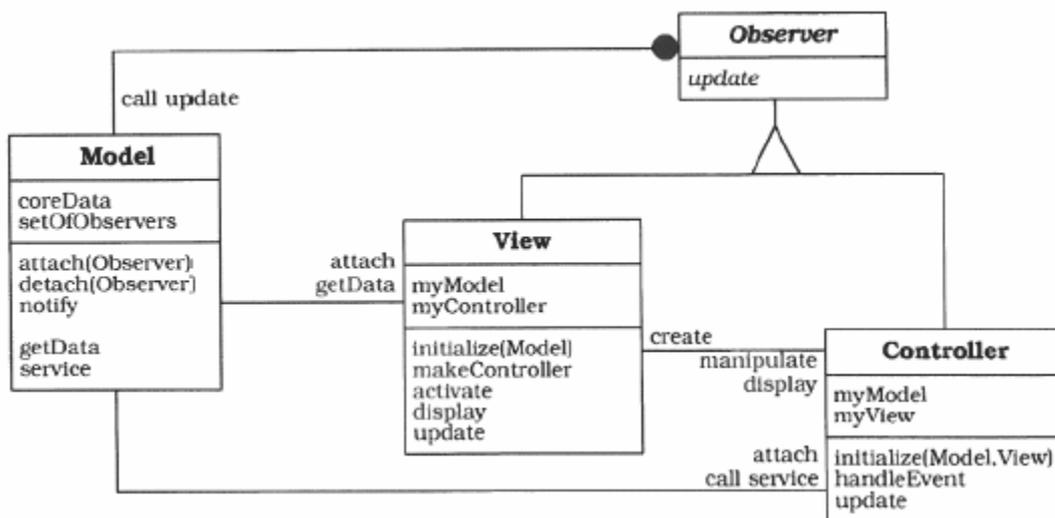 Observer
update
call update
Model
coreData
setOfObservers
attach(Observer)
detach(Observer)
notify
getData
service
attach
getData
View
myModel
myController
initialize(Model)
makeController
activate
display
update
create
manipulate
display
Controller
myModel
myView
attach
call service
initialize(Model,View)
handleEvent
update